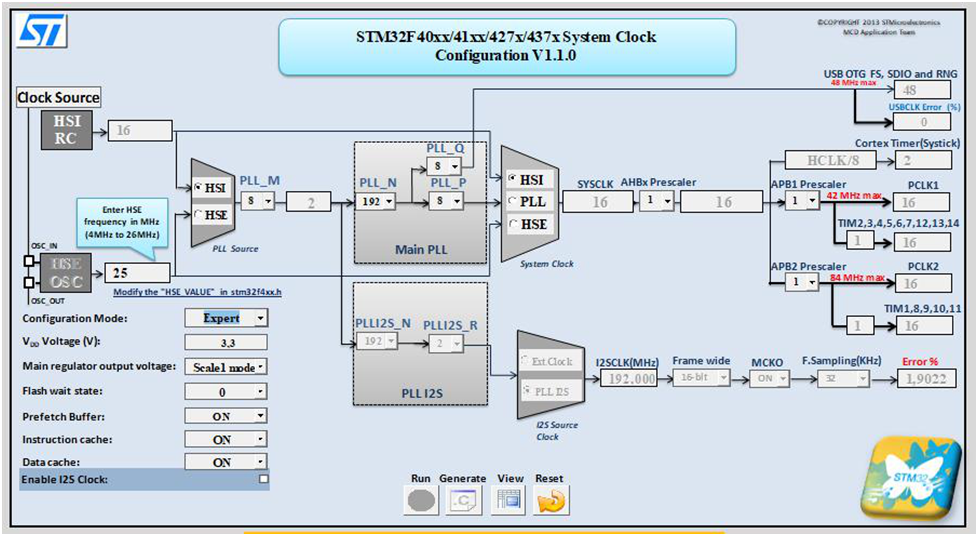 ST
STM32F40xx/41xx/427x/437x System Clock
Configuration V1.1.0
©COPYRIGHT 2013 STMicroelectronics
MCD Application Team
USB OTG FS, SDIO and RNG
48 MHz max
48
USBCLK Error (%)
0
Clock Source
HSI
RC
16
PLL_Q
8
Cortex Timer(Systick)
HCLK/8
2
HSI
HSE
PLL Source
PLL_M
8
2
PLL_N
192
PLL_P
8
Main PLL
HSI
PLL
HSE
System Clock
SYSCLK
16
AHBx Prescaler
1
16
APB1 Prescaler
1
42 MHz max
PCLK1
16
TIM2,3,4,5,6,7,12,13,14
1
16
Enter HSE
frequency in MHz
(4MHz to 26MHz)
OSC_IN
HSE
OSC
25
OSC_OUT
Modify the "HSE VALUE" in stm32f4xx.h
APB2 Prescaler
1
84 MHz max
PCLK2
16
TIM1,8,9,10,11
1
16
Configuration Mode:
Expert
VDD Voltage (V):
3,3
Main regulator output voltage:
Scale1 mode
Flash wait state:
0
Prefetch Buffer:
ON
Instruction cache:
ON
Data cache:
ON
Enable I2S Clock:
PLLI2S_N
192
PLLI2S_R
2
PLL I2S
Ext.Clock
PLL I2S
I2S Source
Clock
I2SCLK(MHz)
192,000
Frame wide
16-bit
MCKO
ON
F.Sampling(KHz)
32
Error %
1,9022
Run
Generate
View
Reset
.C
STM32